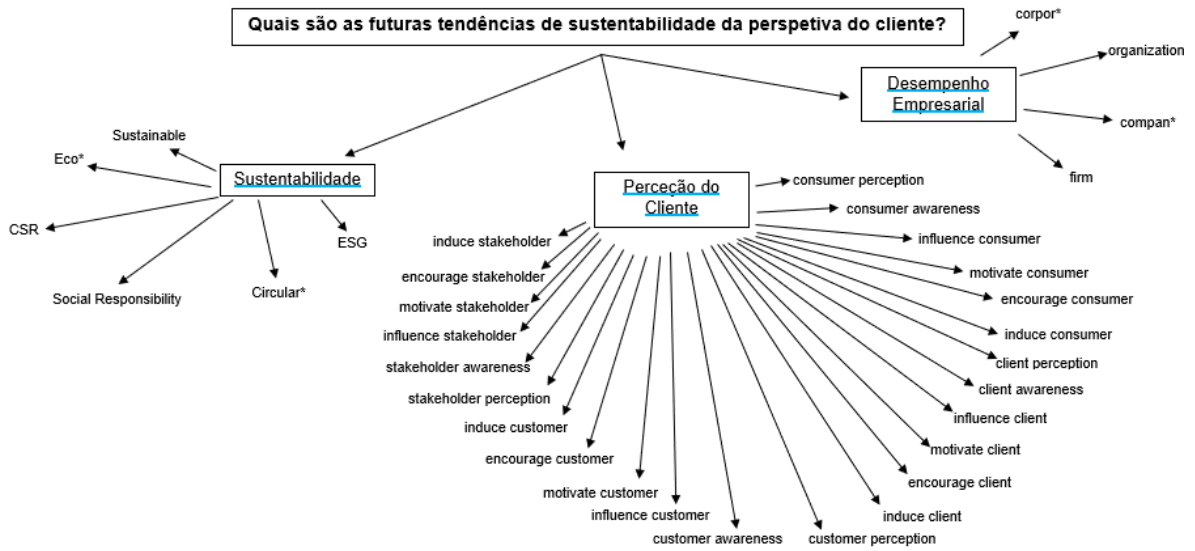 Quais são as futuras tendências de sustentabilidade da perspetiva do cliente?
corpor*
organization
Desempenho
Empresarial
compan*
firm
Sustainable
Eco*
Sustentabilidade
CSR
ESG
Social Responsibility
Circular*
Perceção do
Cliente
consumer perception
consumer awareness
influence consumer
motivate consumer
encourage consumer
induce consumer
client perception
client awareness
influence client
motivate client
encourage client
induce client
customer perception
customer awareness
influence customer
motivate customer
encourage customer
induce customer
stakeholder perception
stakeholder awareness
influence stakeholder
motivate stakeholder
encourage stakeholder
induce stakeholder